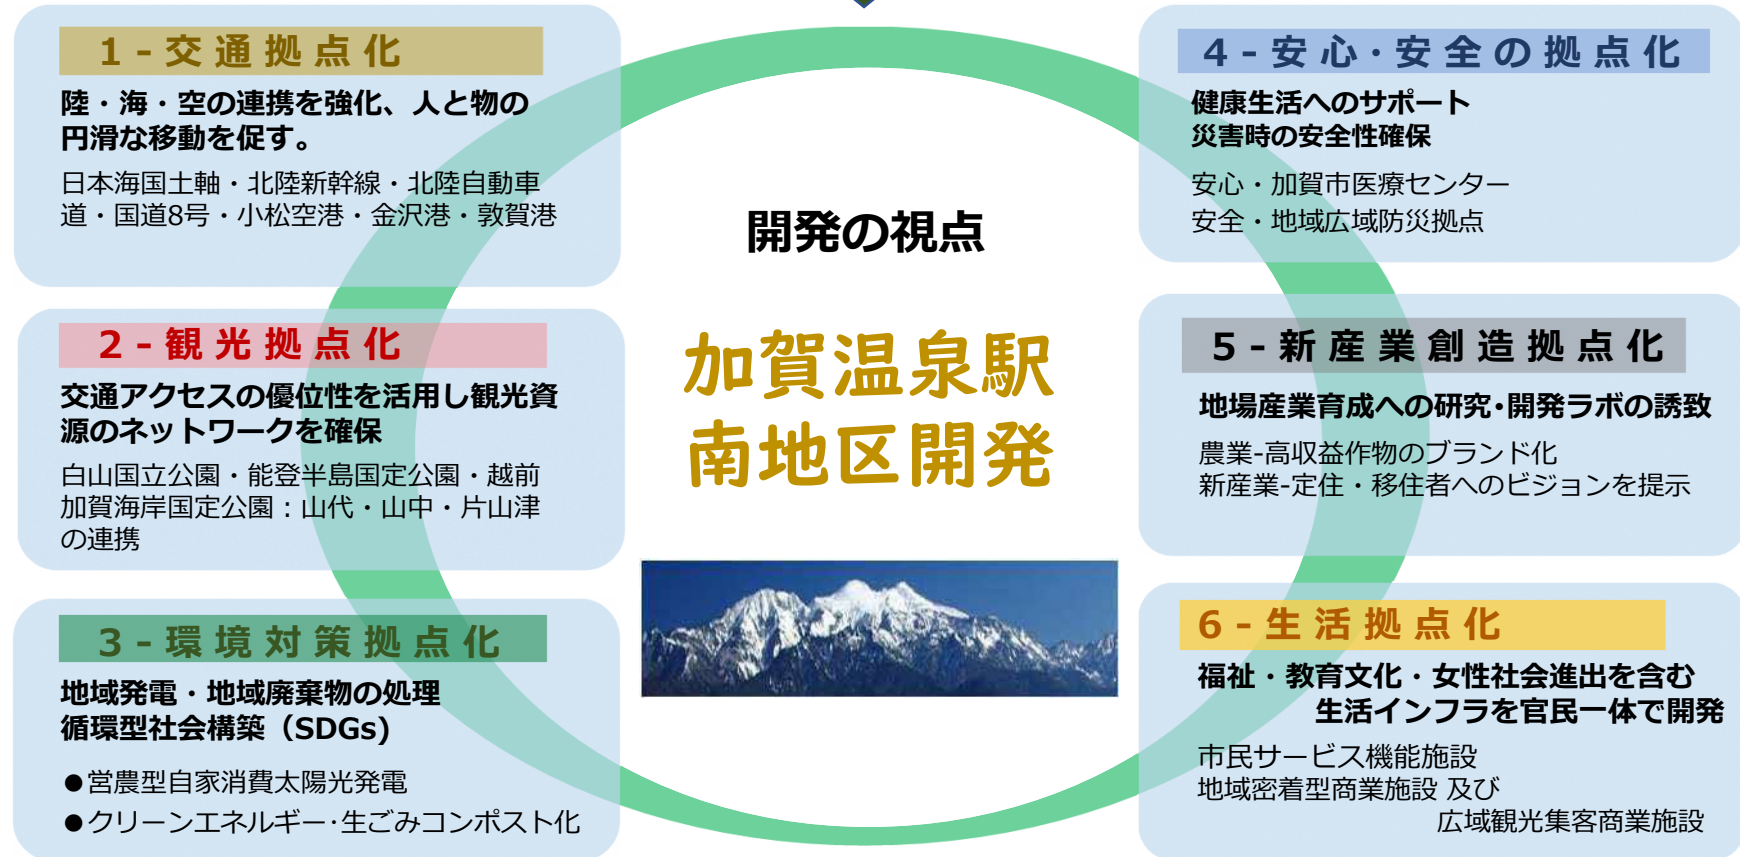 1-交通拠点化
陸・海・空の連携を強化、人と物の
円滑な移動を促す。
日本海国土軸・北陸新幹線・北陸自動車
道・国道8号・小松空港・金沢港・敦賀港
2-観光拠点化
交通アクセスの優位性を活用し観光資
源のネットワークを確保
白山国立公園・能登半島国定公園・越前
加賀海岸国定公園：山代・山中・片山津
の連携
3-環境対策拠点化
地域発電・地域廃棄物の処理
循環型社会構築（SDGs)
●営農型自家消費太陽光発電
●クリーンエネルギー・生ごみコンポスト化
開発の視点
加賀温泉駅
南地区開発
4-安心・安全の拠点化
健康生活へのサポート
災害時の安全性確保
安心・加賀市医療センター
安全・地域広域防災拠点
5-新産業創造拠点化
地場産業育成への研究・開発ラボの誘致
農業-高収益作物のブランド化
新産業-定住・移住者へのビジョンを提示
6-生活拠点化
福祉・教育文化・女性社会進出を含む
生活インフラを官民一体で開発
市民サービス機能施設
地域密着型商業施設 及び
広域観光集客商業施設